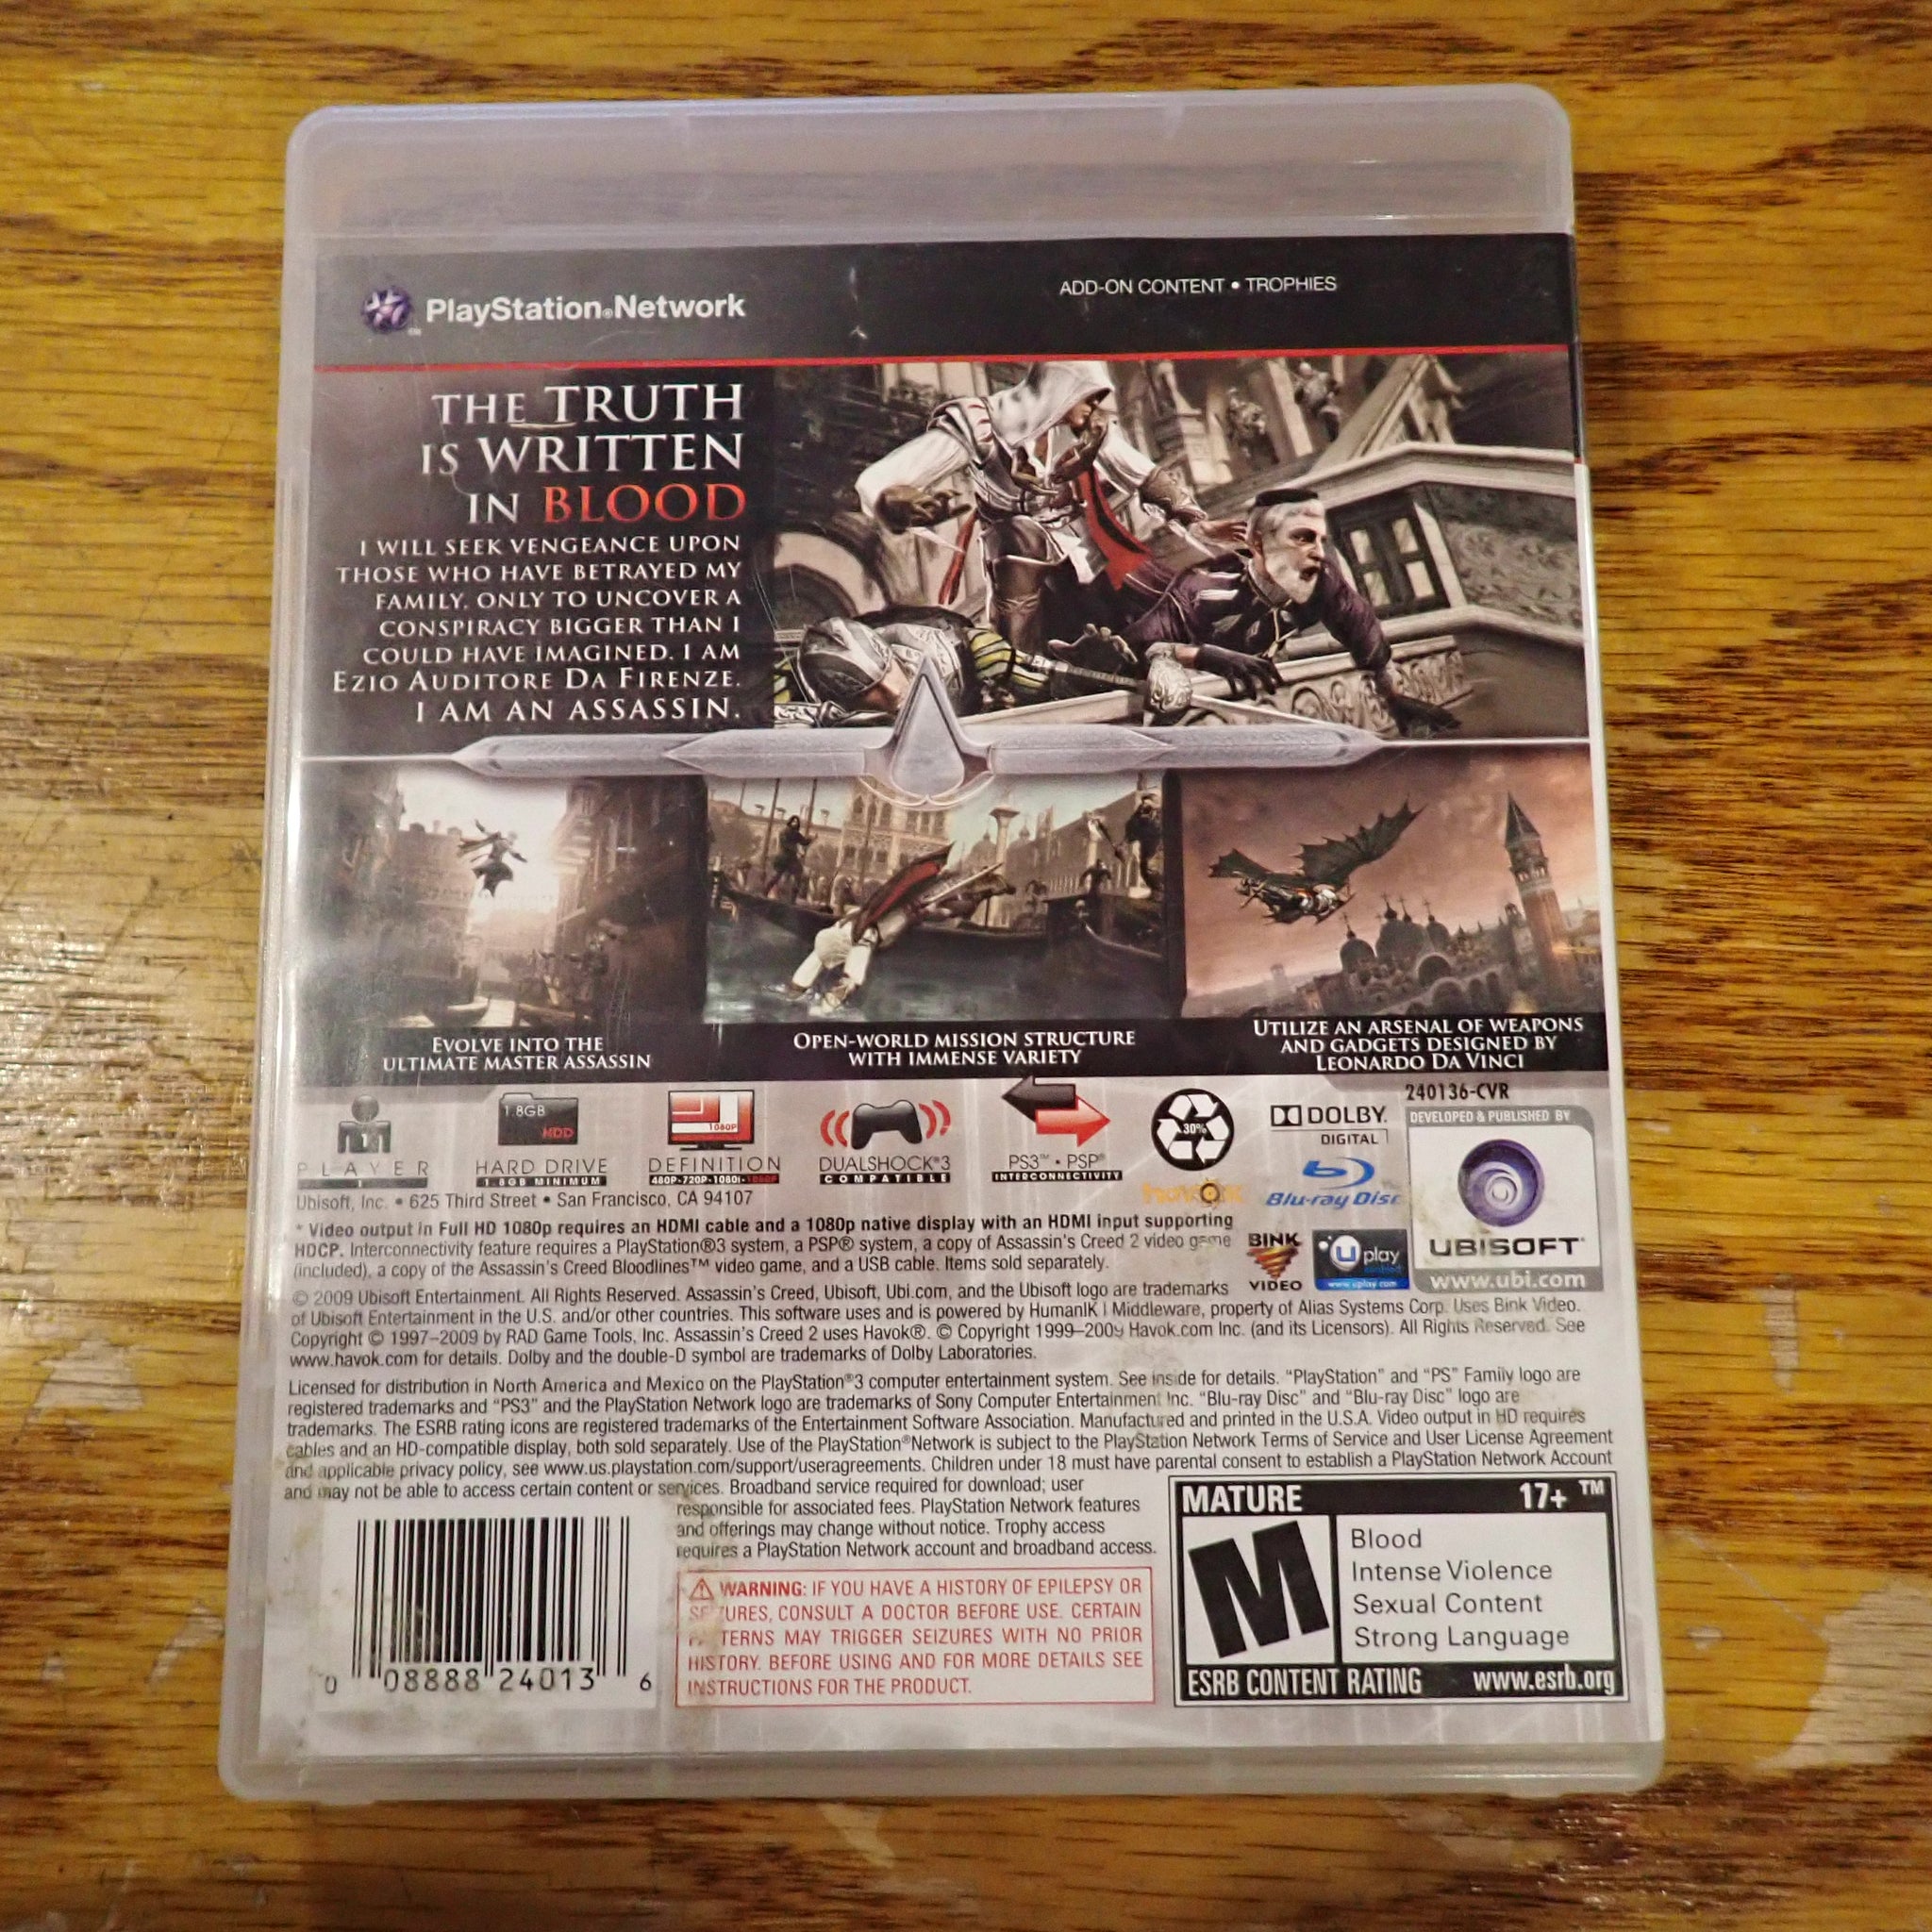 PlayStation®Network
ADD-ON CONTENT • TROPHIES
THE TRUTH
IS WRITTEN
IN BLOOD
I WILL SEEK VENGEANCE UPON
THOSE WHO HAVE BETRAYED MY
FAMILY, ONLY TO UNCOVER A
CONSPIRACY BIGGER THAN I
COULD HAVE IMAGINED. I AM
EZIO AUDITORE DA FIRENZE.
I AM AN ASSASSIN.
EVOLVE INTO THE
ULTIMATE MASTER ASSASSIN
OPEN-WORLD MISSION STRUCTURE
WITH IMMENSE VARIETY
UTILIZE AN ARSENAL OF WEAPONS
AND GADGETS DESIGNED BY
LEONARDO DA VINCI
240136-CVR
1
PLAYER
1
1.8GB
HDD
HARD DRIVE
1.8GB MINIMUM
1080P
DEFINITION
480P•720P•1080I•1080P
DUALSHOCK®3
COMPATIBLE
PS3™ • PSP®
INTERCONNECTIVITY
30%
DOLBY
DIGITAL
Blu-ray Disc
DEVELOPED & PUBLISHED BY
UBISOFT
www.ubi.com
BINK
VIDEO
Uplay
www.uplay.com
Ubisoft, Inc. • 625 Third Street • San Francisco, CA 94107
* Video output in Full HD 1080p requires an HDMI cable and a 1080p native display with an HDMI input supporting
HDCP. Interconnectivity feature requires a PlayStation®3 system, a PSP® system, a copy of Assassin's Creed 2 video game
(included), a copy of the Assassin's Creed Bloodlines™ video game, and a USB cable. Items sold separately.
© 2009 Ubisoft Entertainment. All Rights Reserved. Assassin's Creed, Ubisoft, Ubi.com, and the Ubisoft logo are trademarks
of Ubisoft Entertainment in the U.S. and/or other countries. This software uses and is powered by HumanIK | Middleware, property of Alias Systems Corp. Uses Bink Video.
Copyright © 1997–2009 by RAD Game Tools, Inc. Assassin's Creed 2 uses Havok®. © Copyright 1999–2009 Havok.com Inc. (and its Licensors). All Rights Reserved. See
www.havok.com for details. Dolby and the double-D symbol are trademarks of Dolby Laboratories.
Licensed for distribution in North America and Mexico on the PlayStation®3 computer entertainment system. See inside for details. “PlayStation” and “PS” Family logo are
registered trademarks and “PS3” and the PlayStation Network logo are trademarks of Sony Computer Entertainment Inc. “Blu-ray Disc” and “Blu-ray Disc” logo are
trademarks. The ESRB rating icons are registered trademarks of the Entertainment Software Association. Manufactured and printed in the U.S.A. Video output in HD requires
cables and an HD-compatible display, both sold separately. Use of the PlayStation®Network is subject to the PlayStation Network Terms of Service and User License Agreement
and applicable privacy policy, see www.us.playstation.com/support/useragreements. Children under 18 must have parental consent to establish a PlayStation Network Account
and may not be able to access certain content or services. Broadband service required for download; user
responsible for associated fees. PlayStation Network features
and offerings may change without notice. Trophy access
requires a PlayStation Network account and broadband access.
WARNING: IF YOU HAVE A HISTORY OF EPILEPSY OR
SEIZURES, CONSULT A DOCTOR BEFORE USE. CERTAIN
PATTERNS MAY TRIGGER SEIZURES WITH NO PRIOR
HISTORY. BEFORE USING AND FOR MORE DETAILS SEE
INSTRUCTIONS FOR THE PRODUCT.
0 08888 24013 6
MATURE 17+ ™
M
Blood
Intense Violence
Sexual Content
Strong Language
ESRB CONTENT RATING www.esrb.org